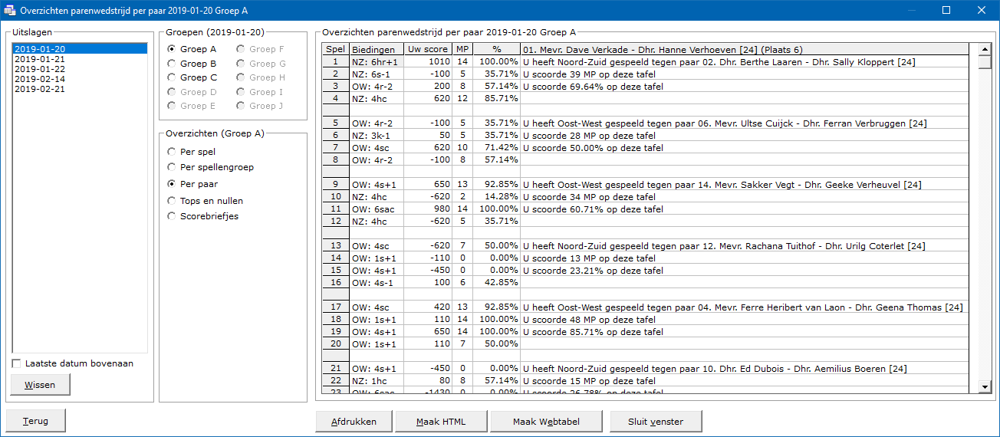 Overzichten parenwedstrijd per paar 2019-01-20 Groep A
Uitslagen
2019-01-20
2019-01-21
2019-01-22
2019-02-14
2019-02-21
Laatste datum bovenaan
Wissen
Terug
Groepen (2019-01-20)
Groep A Groep F
Groep B Groep G
Groep C Groep H
Groep D Groep I
Groep E Groep J
Overzichten (Groep A)
Per spel
Per spellengroep
Per paar
Tops en nullen
Scorebriefjes
Overzichten parenwedstrijd per paar 2019-01-20 Groep A
Spel Biedingen Uw score MP % 01. Mevr. Dave Verkade - Dhr. Hanne Verhoeven [24] (Plaats 6)
1 NZ: 6hr+1 1010 14 100.00% U heeft Noord-Zuid gespeeld tegen paar 02. Dhr. Berthe Laaren - Dhr. Sally Kloppert [24]
2 NZ: 6s-1 -100 5 35.71% U scoorde 39 MP op deze tafel
3 OW: 4r-2 200 8 57.14% U scoorde 69.64% op deze tafel
4 NZ: 4hc 620 12 85.71%
5 OW: 4r-2 -100 5 35.71% U heeft Oost-West gespeeld tegen paar 06. Mevr. Ultse Cuijck - Dhr. Ferran Verbruggen [24]
6 NZ: 3k-1 50 5 35.71% U scoorde 28 MP op deze tafel
7 OW: 4sc 620 10 71.42% U scoorde 50.00% op deze tafel
8 OW: 4r-2 -100 8 57.14%
9 OW: 4s+1 650 13 92.85% U heeft Oost-West gespeeld tegen paar 14. Mevr. Sakker Vegt - Dhr. Geeke Verheuvel [24]
10 NZ: 4hc -620 2 14.28% U scoorde 34 MP op deze tafel
11 OW: 6sac 980 14 100.00% U scoorde 60.71% op deze tafel
12 NZ: 4hc -620 5 35.71%
13 OW: 4sc -620 7 50.00% U heeft Noord-Zuid gespeeld tegen paar 12. Mevr. Rachana Tuithof - Dhr. Urilg Coterlet [24]
14 OW: 1s+1 -110 0 0.00% U scoorde 13 MP op deze tafel
15 OW: 4s+1 -450 0 0.00% U scoorde 23.21% op deze tafel
16 OW: 4s-1 100 6 42.85%
17 OW: 4sc 420 13 92.85% U heeft Oost-West gespeeld tegen paar 04. Mevr. Ferre Heribert van Laon - Dhr. Geena Thomas [24]
18 OW: 1s+1 110 14 100.00% U scoorde 48 MP op deze tafel
19 OW: 4s+1 650 14 100.00% U scoorde 85.71% op deze tafel
20 OW: 1s+1 110 7 50.00%
21 OW: 4s+1 -450 0 0.00% U heeft Noord-Zuid gespeeld tegen paar 10. Dhr. Ed Dubois - Dhr. Aemilius Boeren [24]
22 NZ: 1hc 80 8 57.14% U scoorde 15 MP op deze tafel
23 OW: 6sac -1430 0 0.00% U scoorde 26.78% op deze tafel
Afdrukken
Maak HTML
Maak Webtabel
Sluit venster